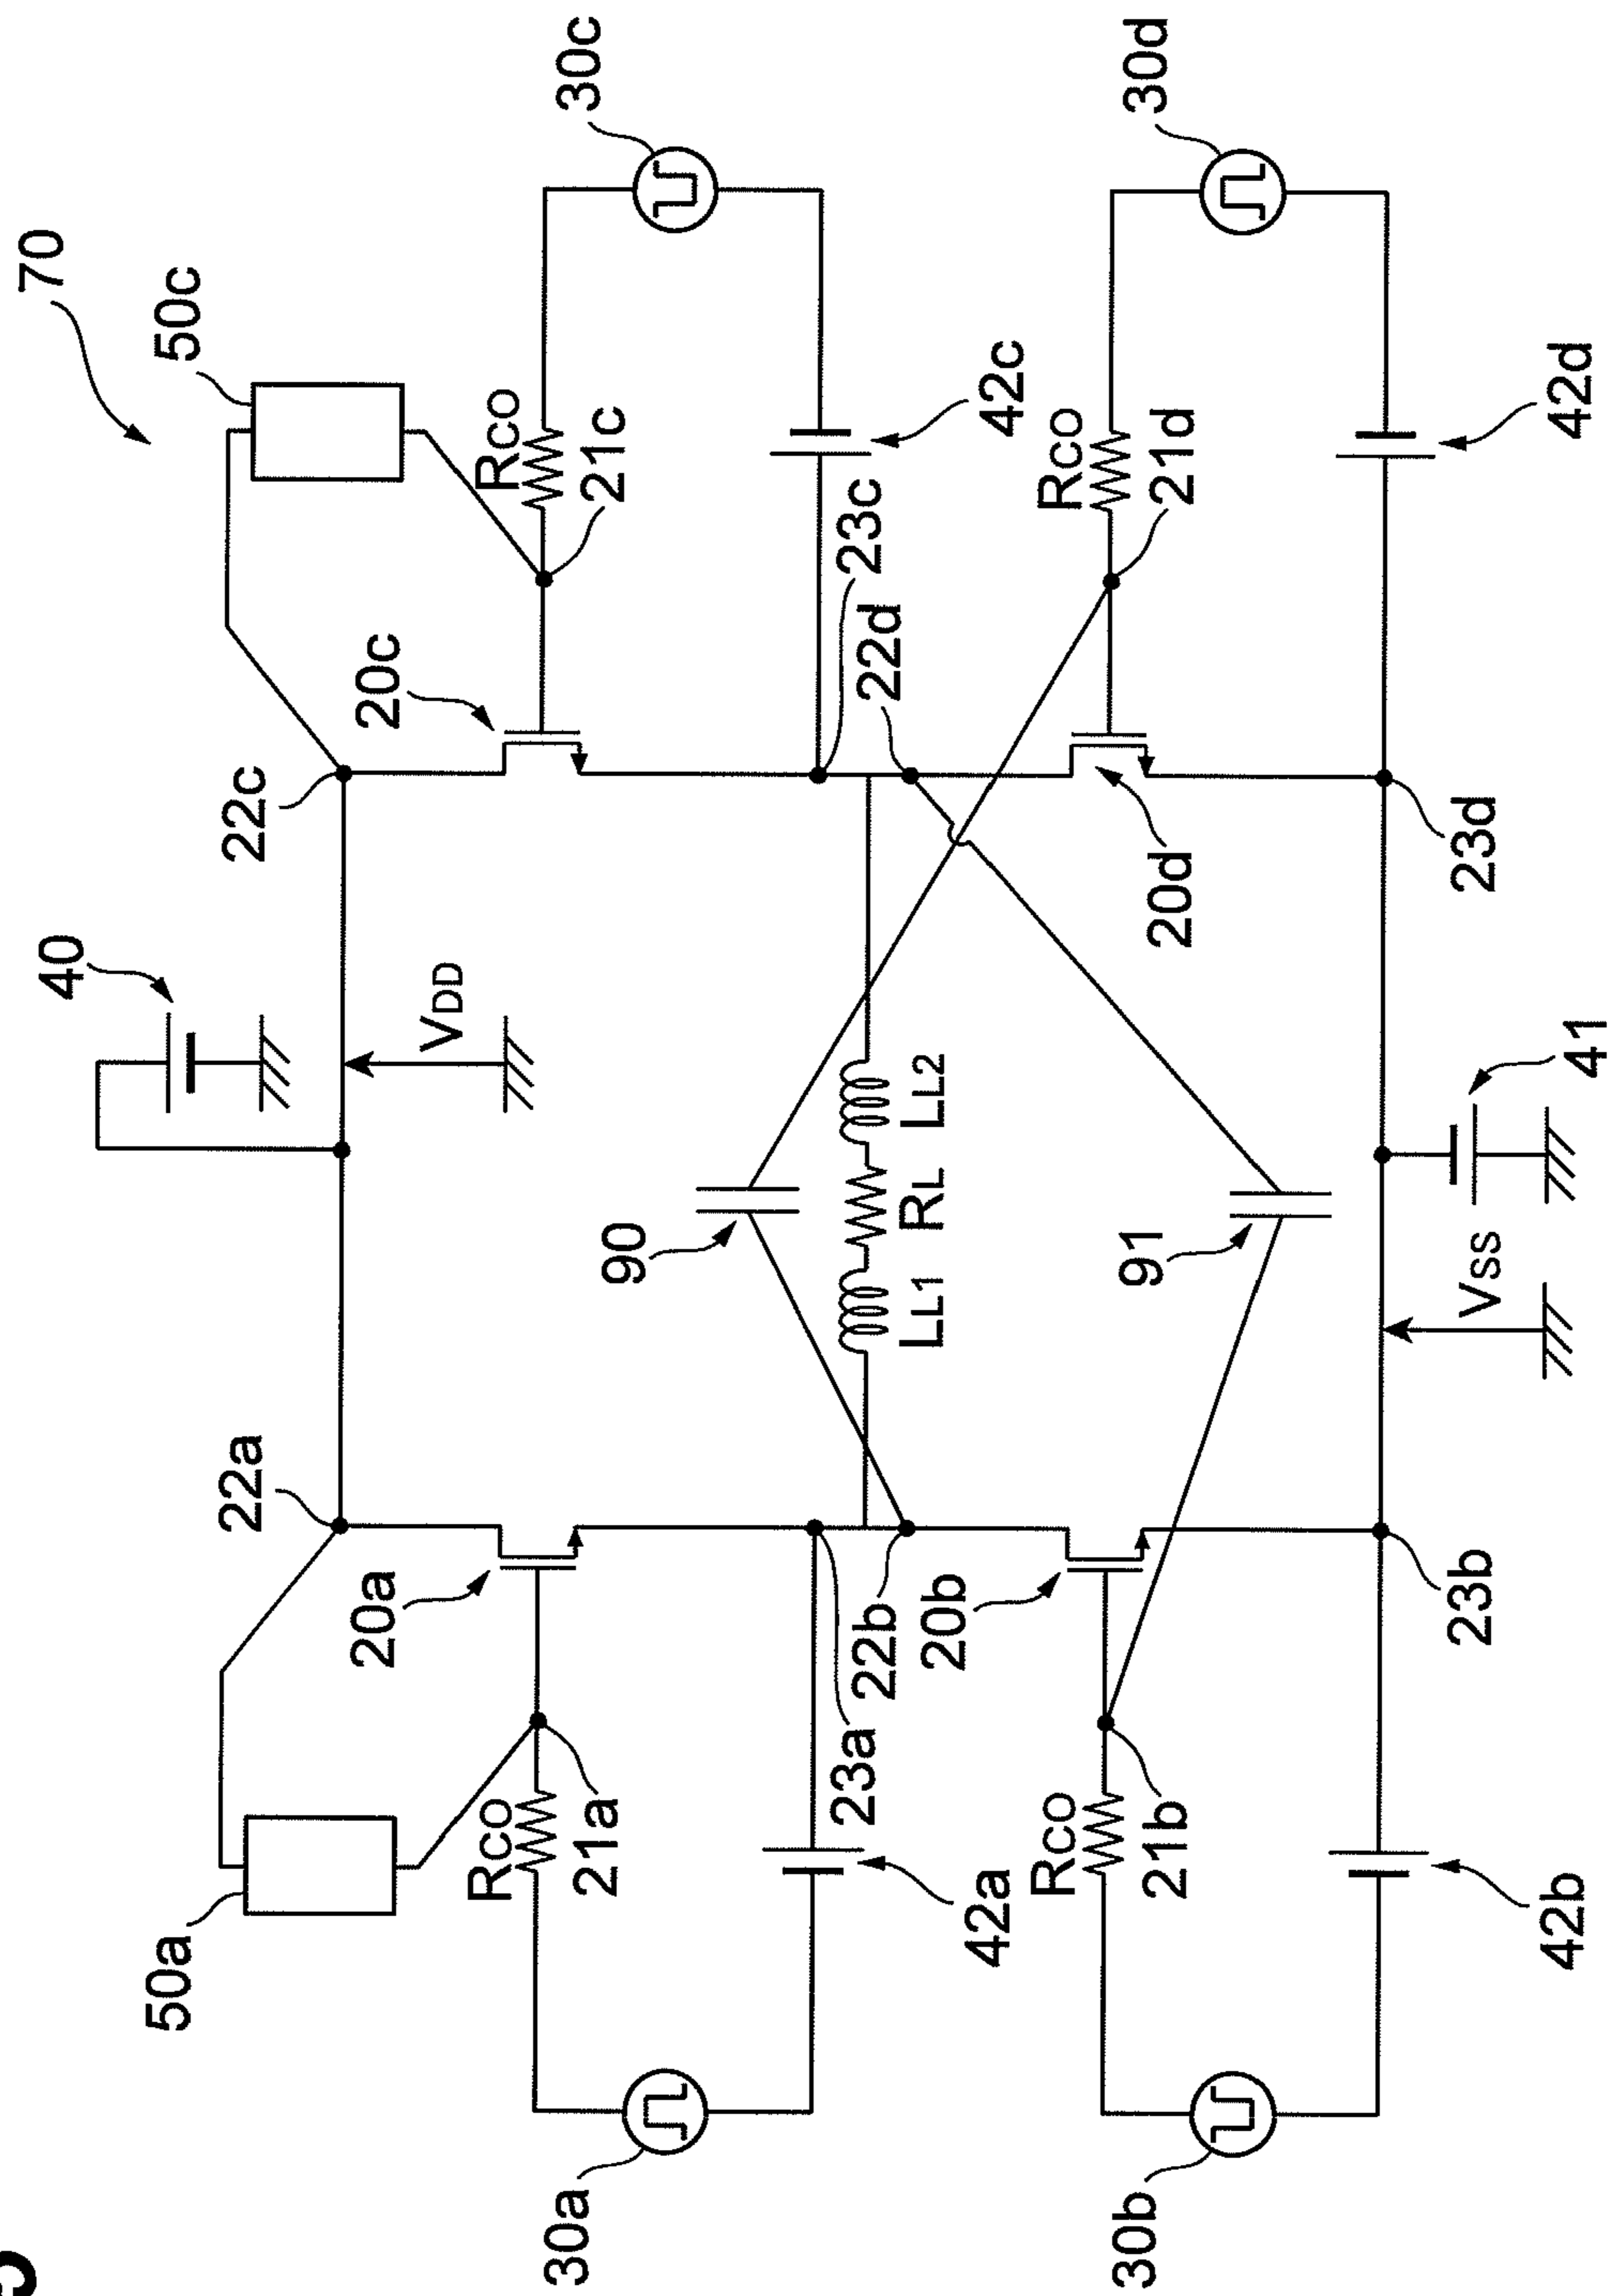 70
40
50a
22a
22c
50c
VDD
20a
20c
RCO
21a
RCO
21c
30a
30c
90
23a
22b
LL1
RL
LL2
22d
23c
42a
42c
20b
20d
RCO
21b
RCO
21d
30b
30d
91
VSS
41
23b
23d
42b
42d